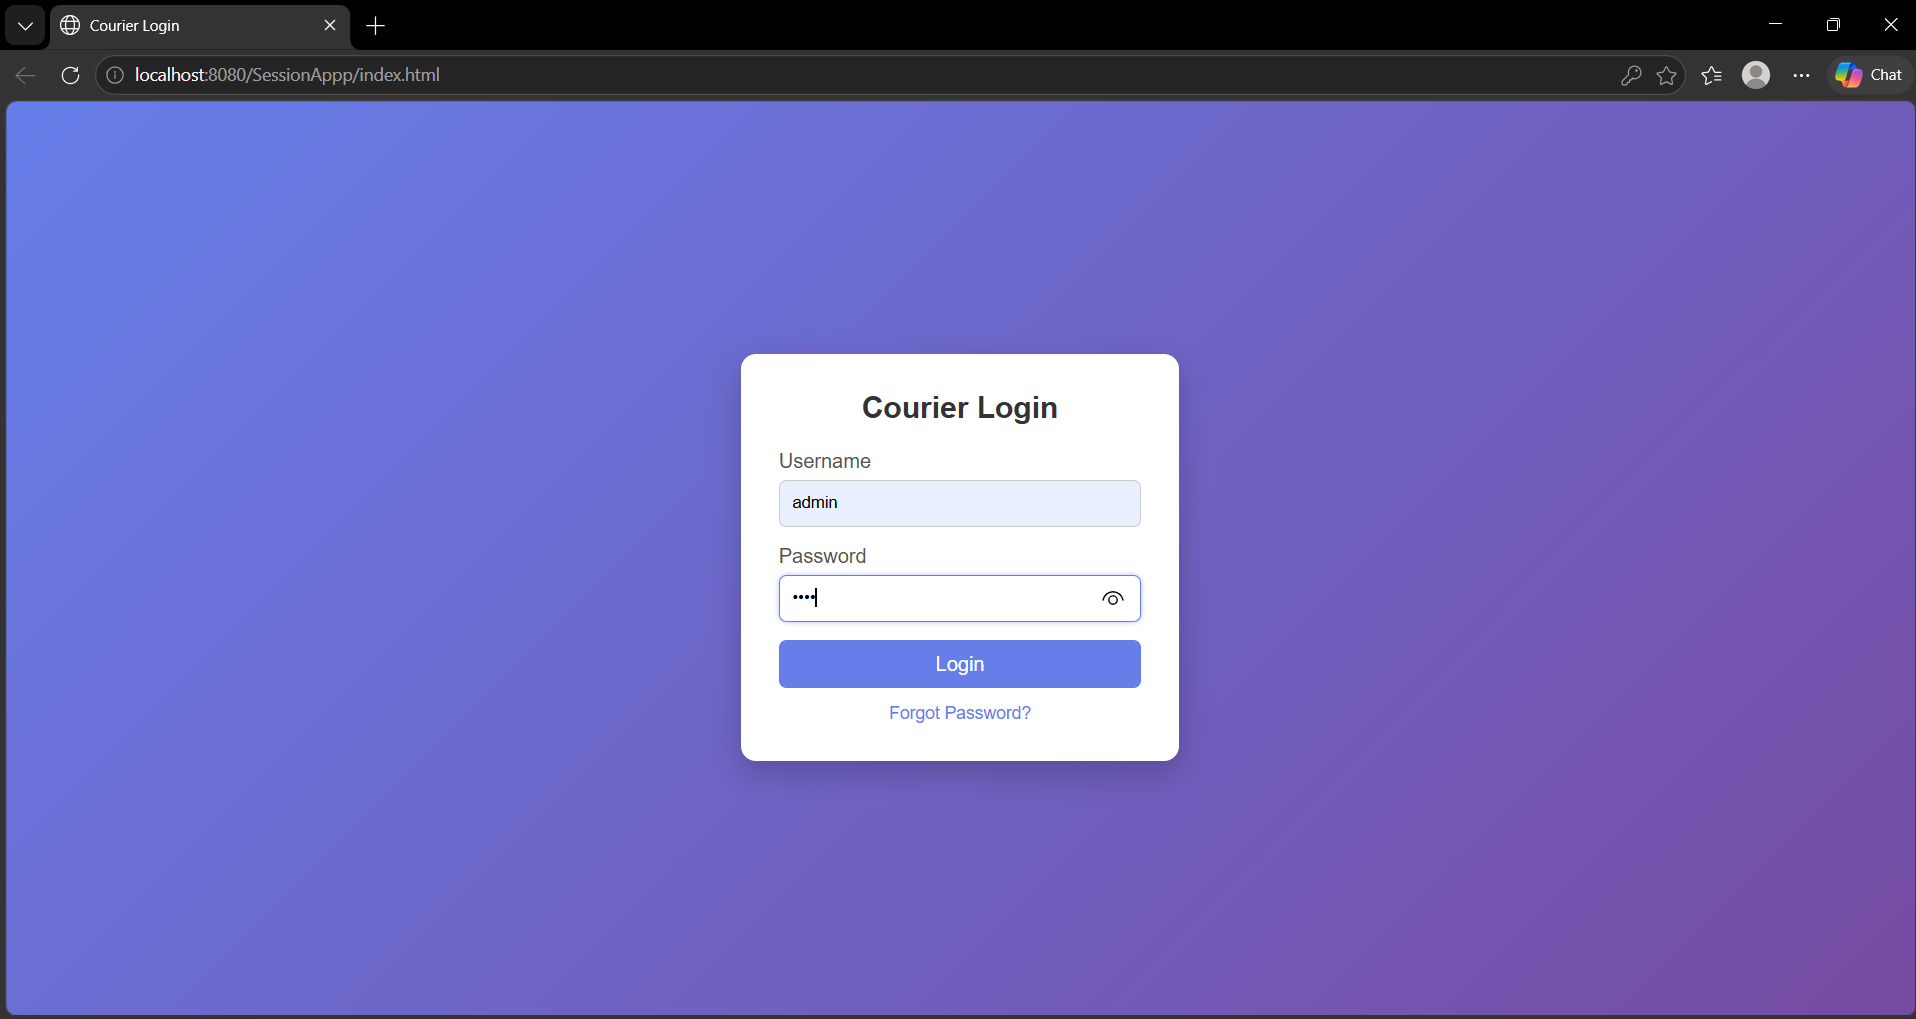 Courier Login
localhost:8080/SessionAppp/index.html
Chat
Courier Login
Username
admin
Password
••••
Login
Forgot Password?